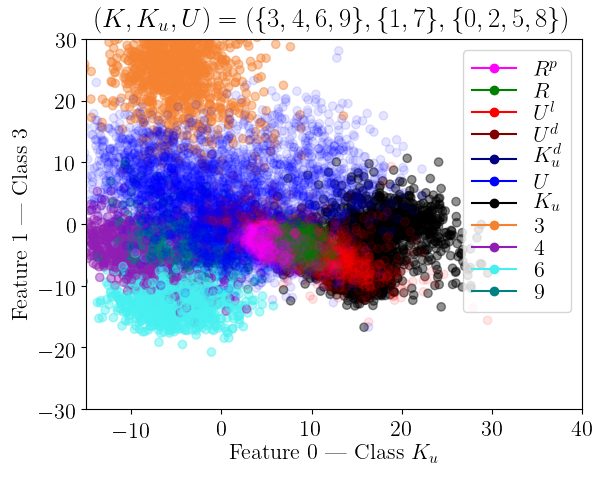 (K, K_u, U) = ({3, 4, 6, 9}, {1, 7}, {0, 2, 5, 8})
30
20
10
0
−10
−20
−30
Feature 1 — Class 3
R^p
R
U^l
U^d
K_u^d
U
K_u
3
4
6
9
−10
0
10
20
30
40
Feature 0 — Class K_u